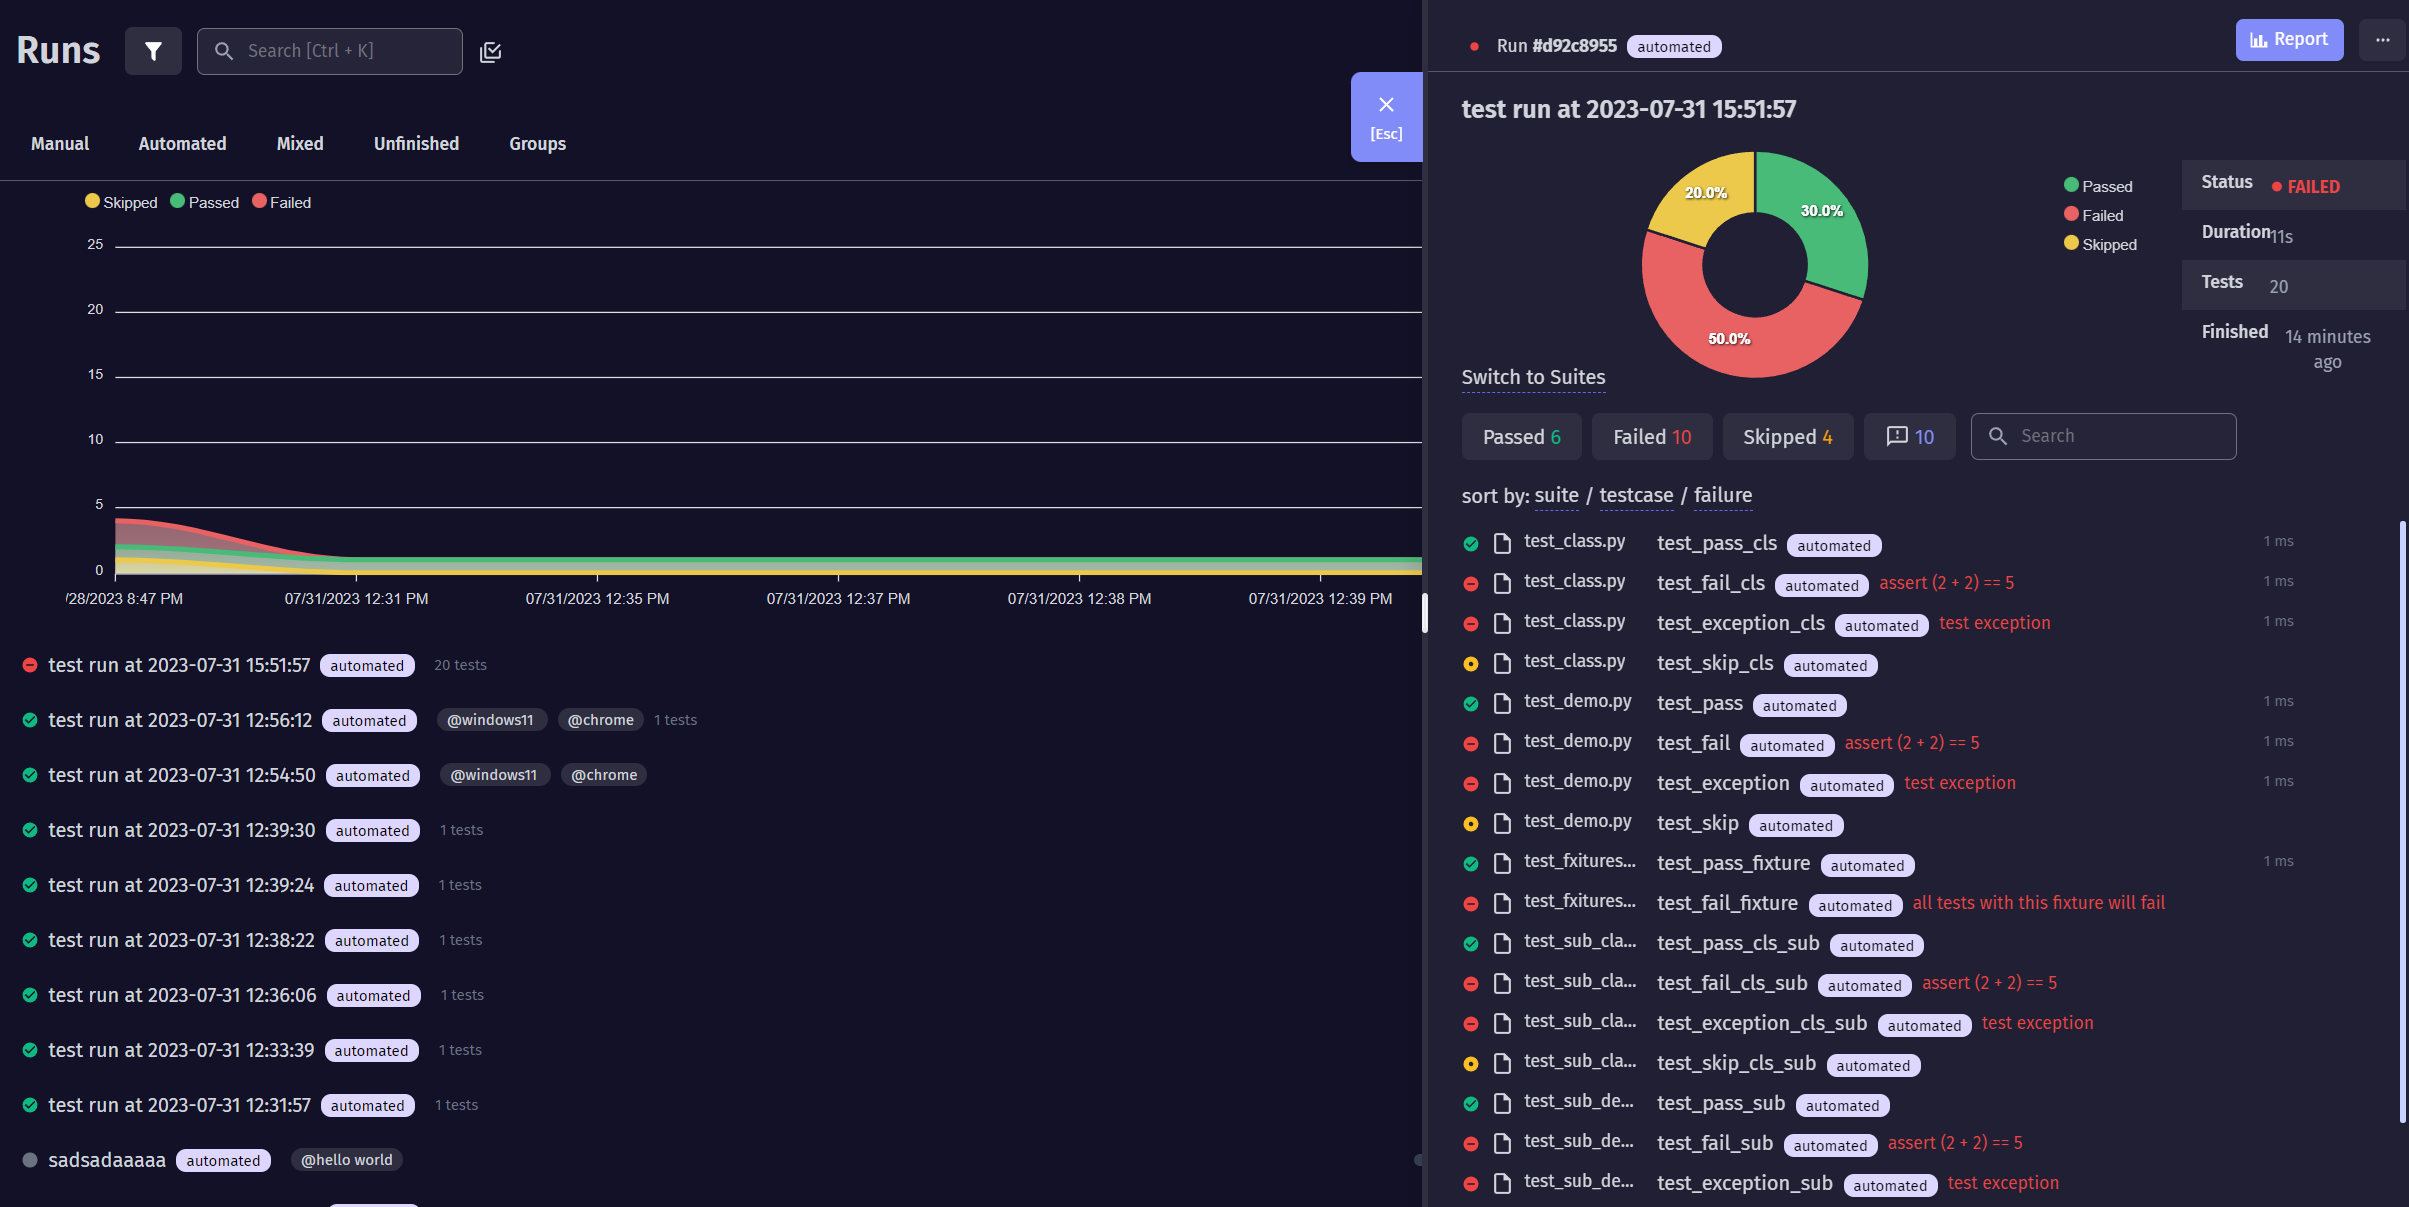 Runs
Search [Ctrl + K]
[Esc]
Manual Automated Mixed Unfinished Groups
Skipped Passed Failed
25
20
15
10
5
0
/28/2023 8:47 PM 07/31/2023 12:31 PM 07/31/2023 12:35 PM 07/31/2023 12:37 PM 07/31/2023 12:38 PM 07/31/2023 12:39 PM
test run at 2023-07-31 15:51:57 automated 20 tests
test run at 2023-07-31 12:56:12 automated @windows11 @chrome 1 tests
test run at 2023-07-31 12:54:50 automated @windows11 @chrome
test run at 2023-07-31 12:39:30 automated 1 tests
test run at 2023-07-31 12:39:24 automated 1 tests
test run at 2023-07-31 12:38:22 automated 1 tests
test run at 2023-07-31 12:36:06 automated 1 tests
test run at 2023-07-31 12:33:39 automated 1 tests
test run at 2023-07-31 12:31:57 automated 1 tests
sadsadaaaaa automated @hello world
Run #d92c8955 automated Report
test run at 2023-07-31 15:51:57
20.0%
30.0%
50.0%
Passed
Failed
Skipped
Status FAILED
Duration 11s
Tests 20
Finished 14 minutes
ago
Switch to Suites
Passed 6 Failed 10 Skipped 4 10 Search
sort by: suite / testcase / failure
test_class.py test_pass_cls automated 1 ms
test_class.py test_fail_cls automated assert (2 + 2) == 5 1 ms
test_class.py test_exception_cls automated test exception 1 ms
test_class.py test_skip_cls automated
test_demo.py test_pass automated 1 ms
test_demo.py test_fail automated assert (2 + 2) == 5 1 ms
test_demo.py test_exception automated test exception 1 ms
test_demo.py test_skip automated
test_fxitures... test_pass_fixture automated 1 ms
test_fxitures... test_fail_fixture automated all tests with this fixture will fail
test_sub_cla... test_pass_cls_sub automated
test_sub_cla... test_fail_cls_sub automated assert (2 + 2) == 5
test_sub_cla... test_exception_cls_sub automated test exception
test_sub_cla... test_skip_cls_sub automated
test_sub_de... test_pass_sub automated
test_sub_de... test_fail_sub automated assert (2 + 2) == 5
test_sub_de... test_exception_sub automated test exception